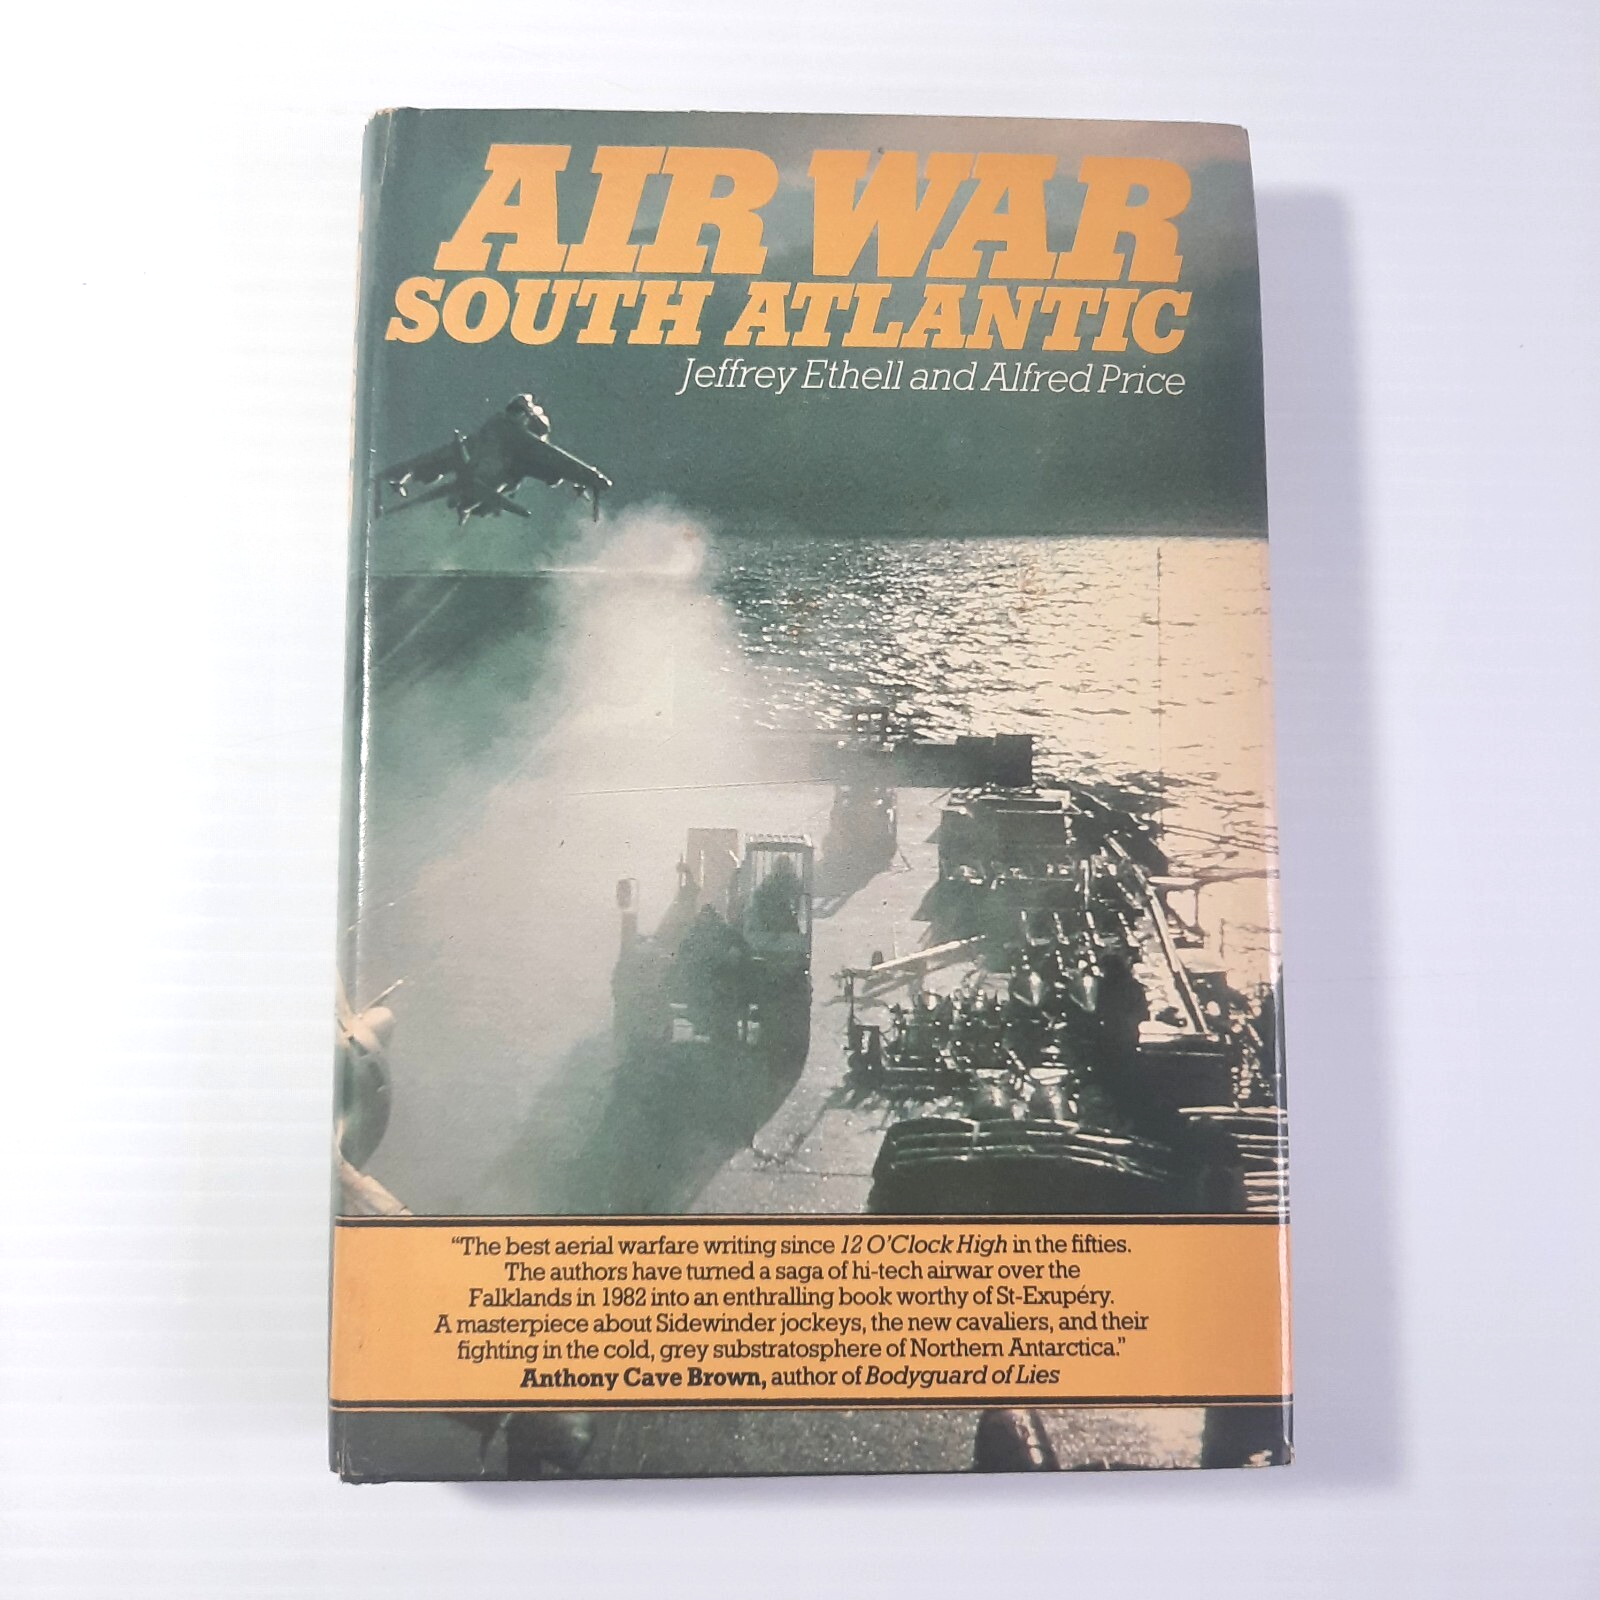 AIR WAR
SOUTH ATLANTIC
Jeffrey Ethell and Alfred Price
“The best aerial warfare writing since 12 O’Clock High in the fifties.
The authors have turned a saga of hi-tech airwar over the
Falklands in 1982 into an enthralling book worthy of St-Exupéry.
A masterpiece about Sidewinder jockeys, the new cavaliers, and their
fighting in the cold, grey substratosphere of Northern Antarctica.”
Anthony Cave Brown, author of Bodyguard of Lies